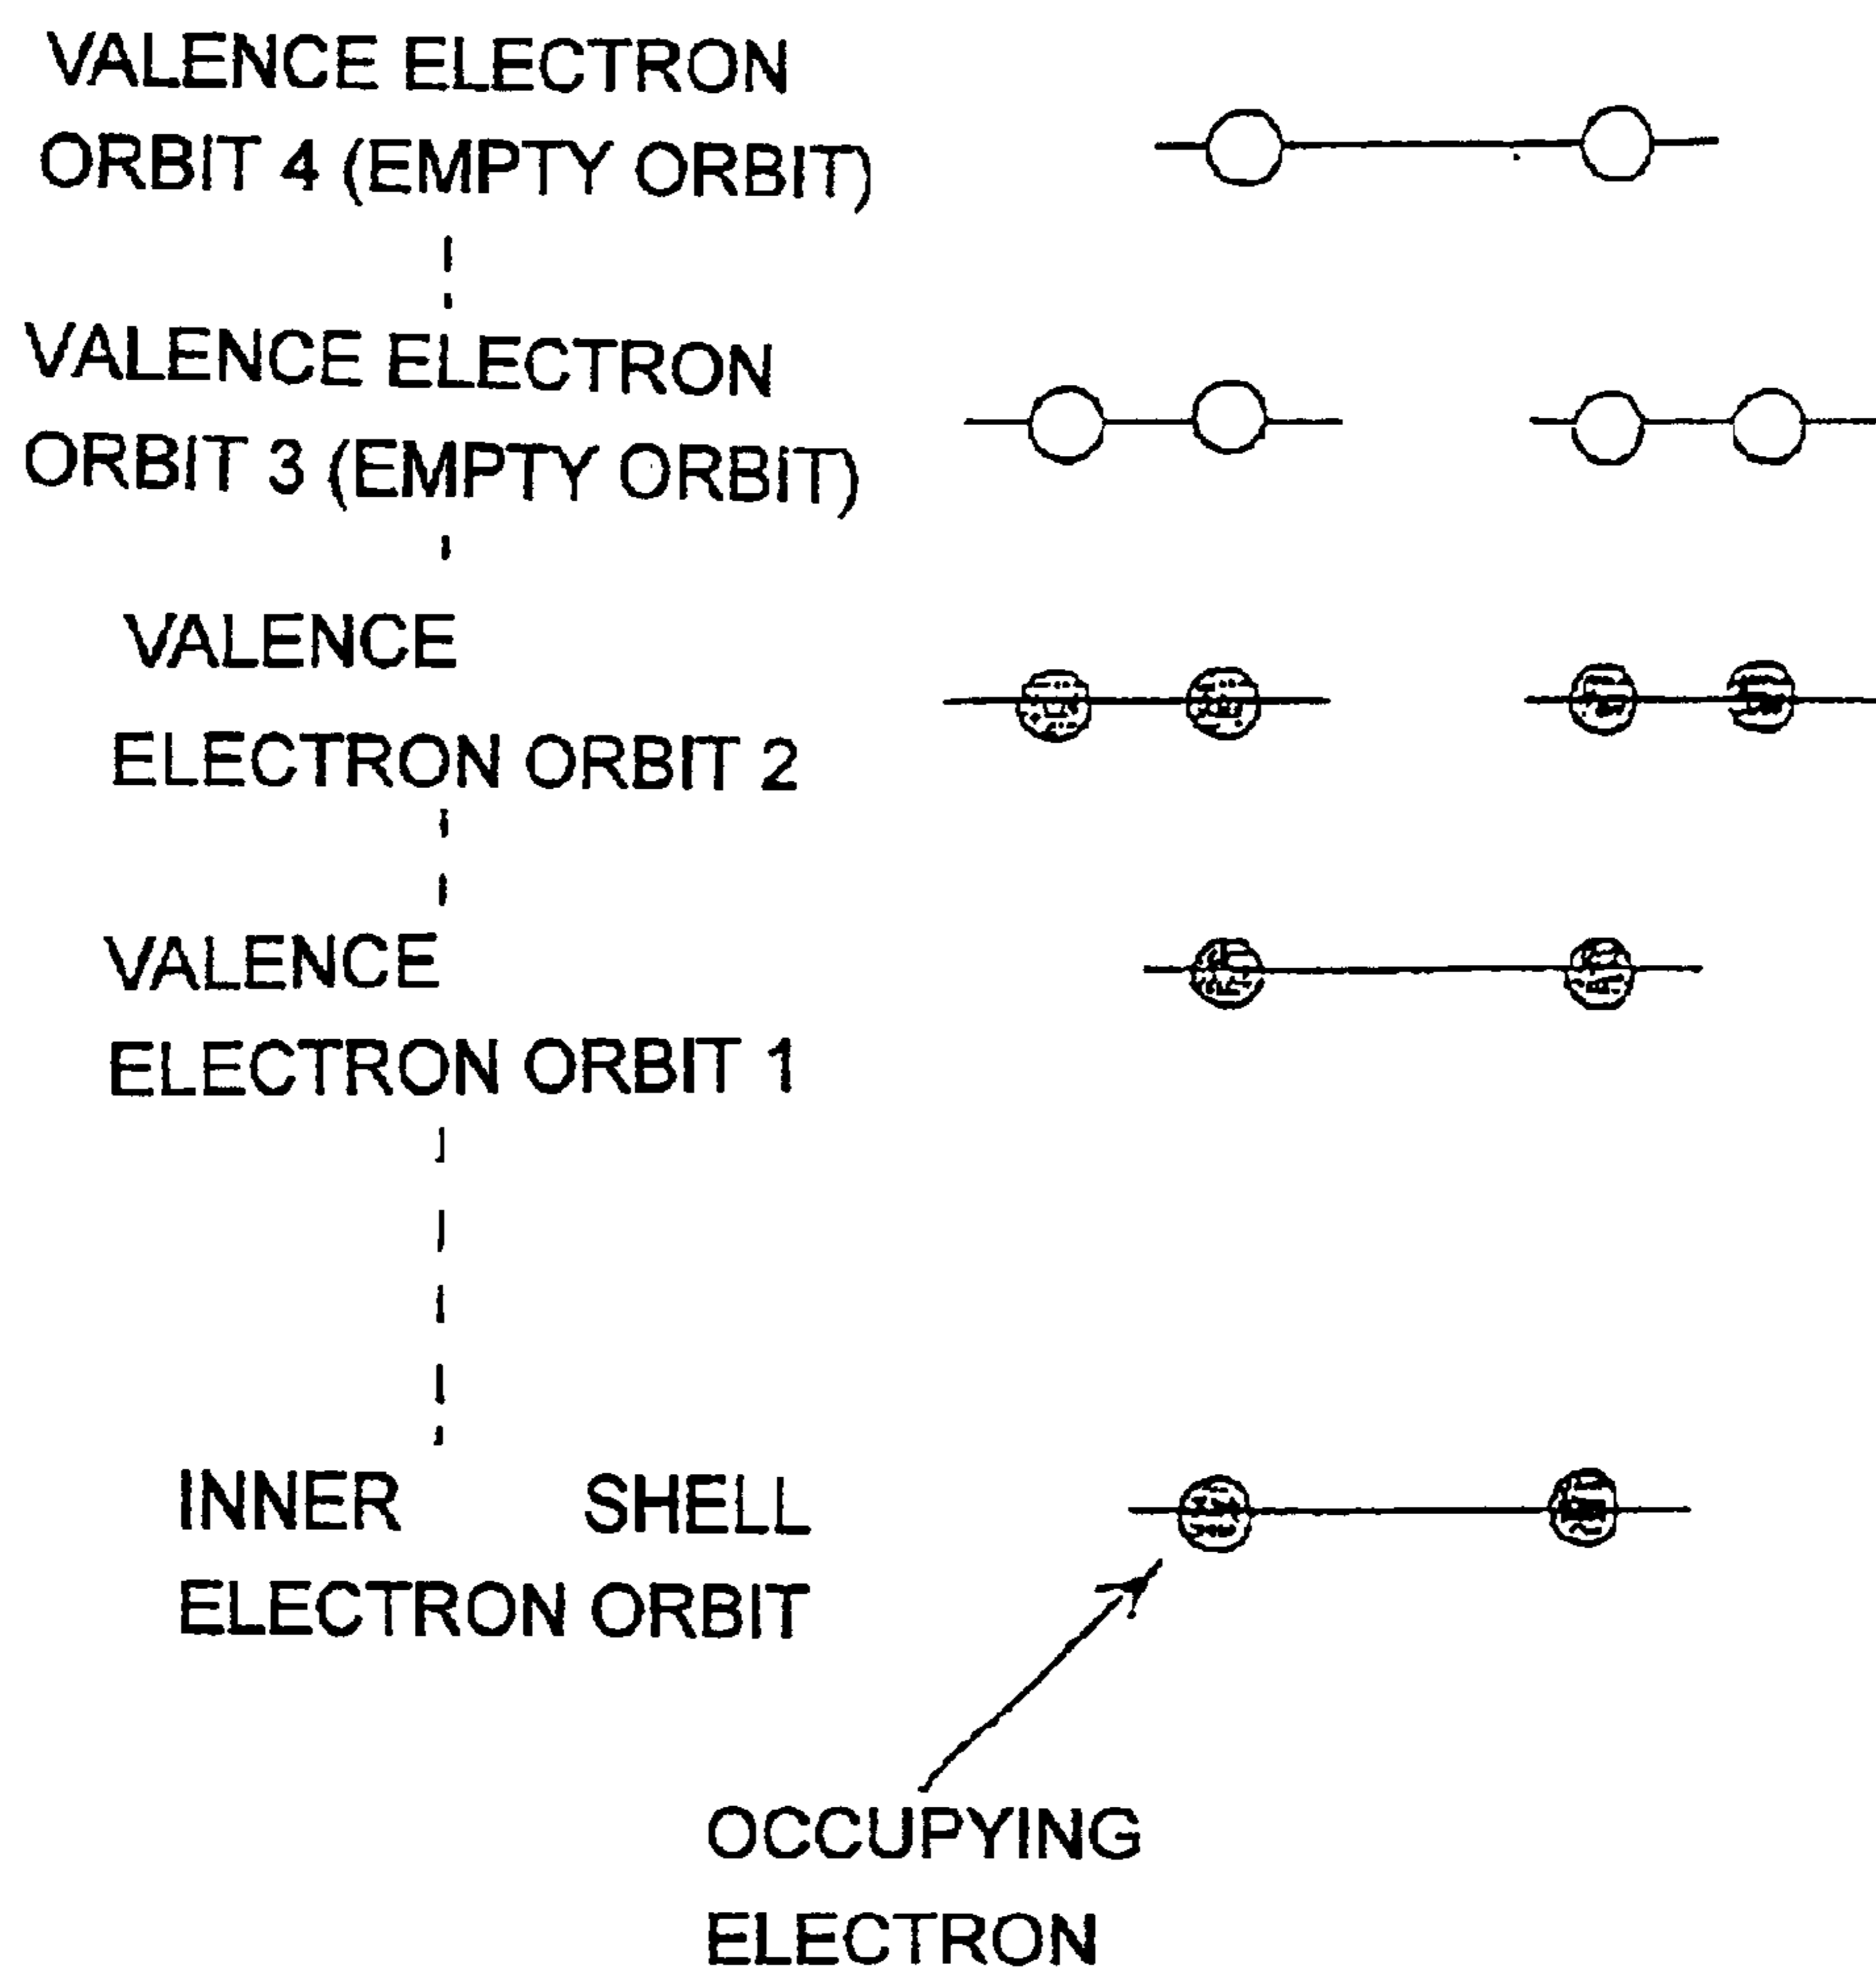 VALENCE ELECTRON
ORBIT 4 (EMPTY ORBIT)
VALENCE ELECTRON
ORBIT 3 (EMPTY ORBIT)
VALENCE
ELECTRON ORBIT 2
VALENCE
ELECTRON ORBIT 1
INNER SHELL
ELECTRON ORBIT
OCCUPYING
ELECTRON